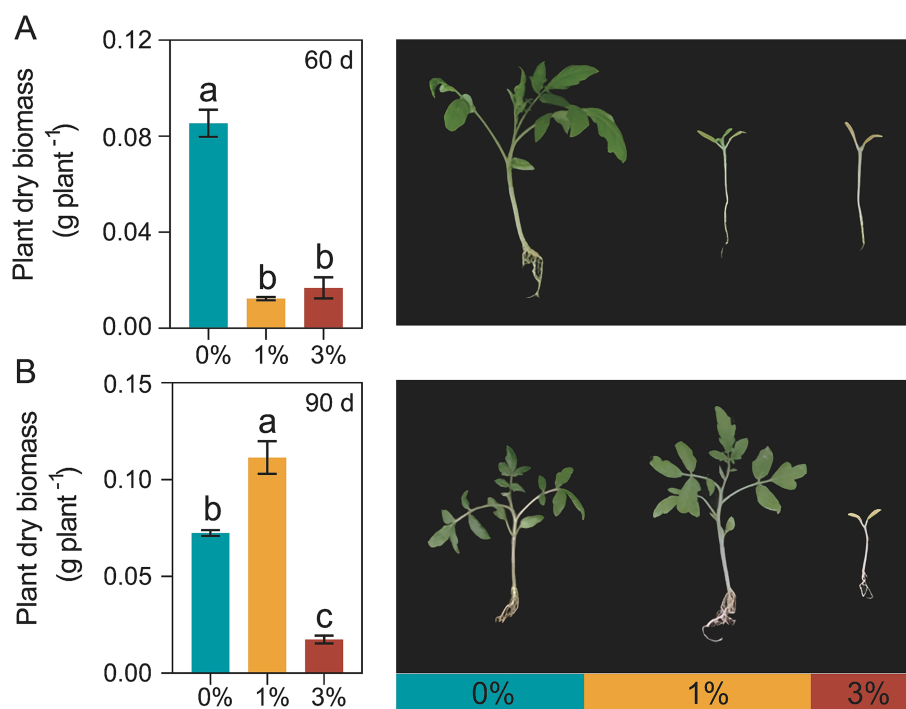 A
Plant dry biomass
(g plant⁻¹)
0.12
0.08
0.04
0.00
60 d
a
b
b
0%
1%
3%
B
Plant dry biomass
(g plant⁻¹)
0.15
0.10
0.05
0.00
90 d
b
a
c
0%
1%
3%
0%
1%
3%